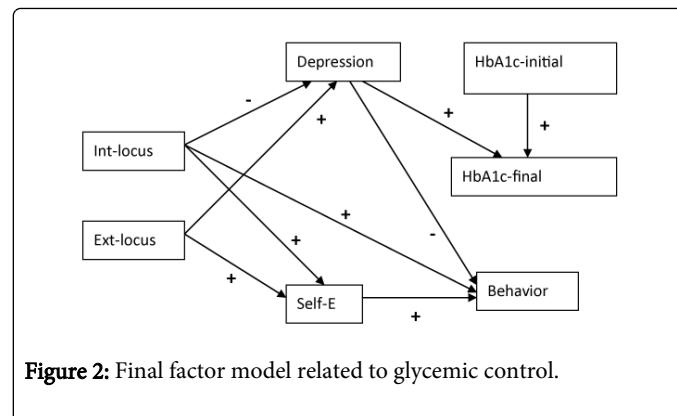 Depression
HbA1c-initial
-
+
+
+
Int-locus
HbA1c-final
+
Ext-locus
+
-
+
Self-E
Behavior
+
Figure 2: Final factor model related to glycemic control.